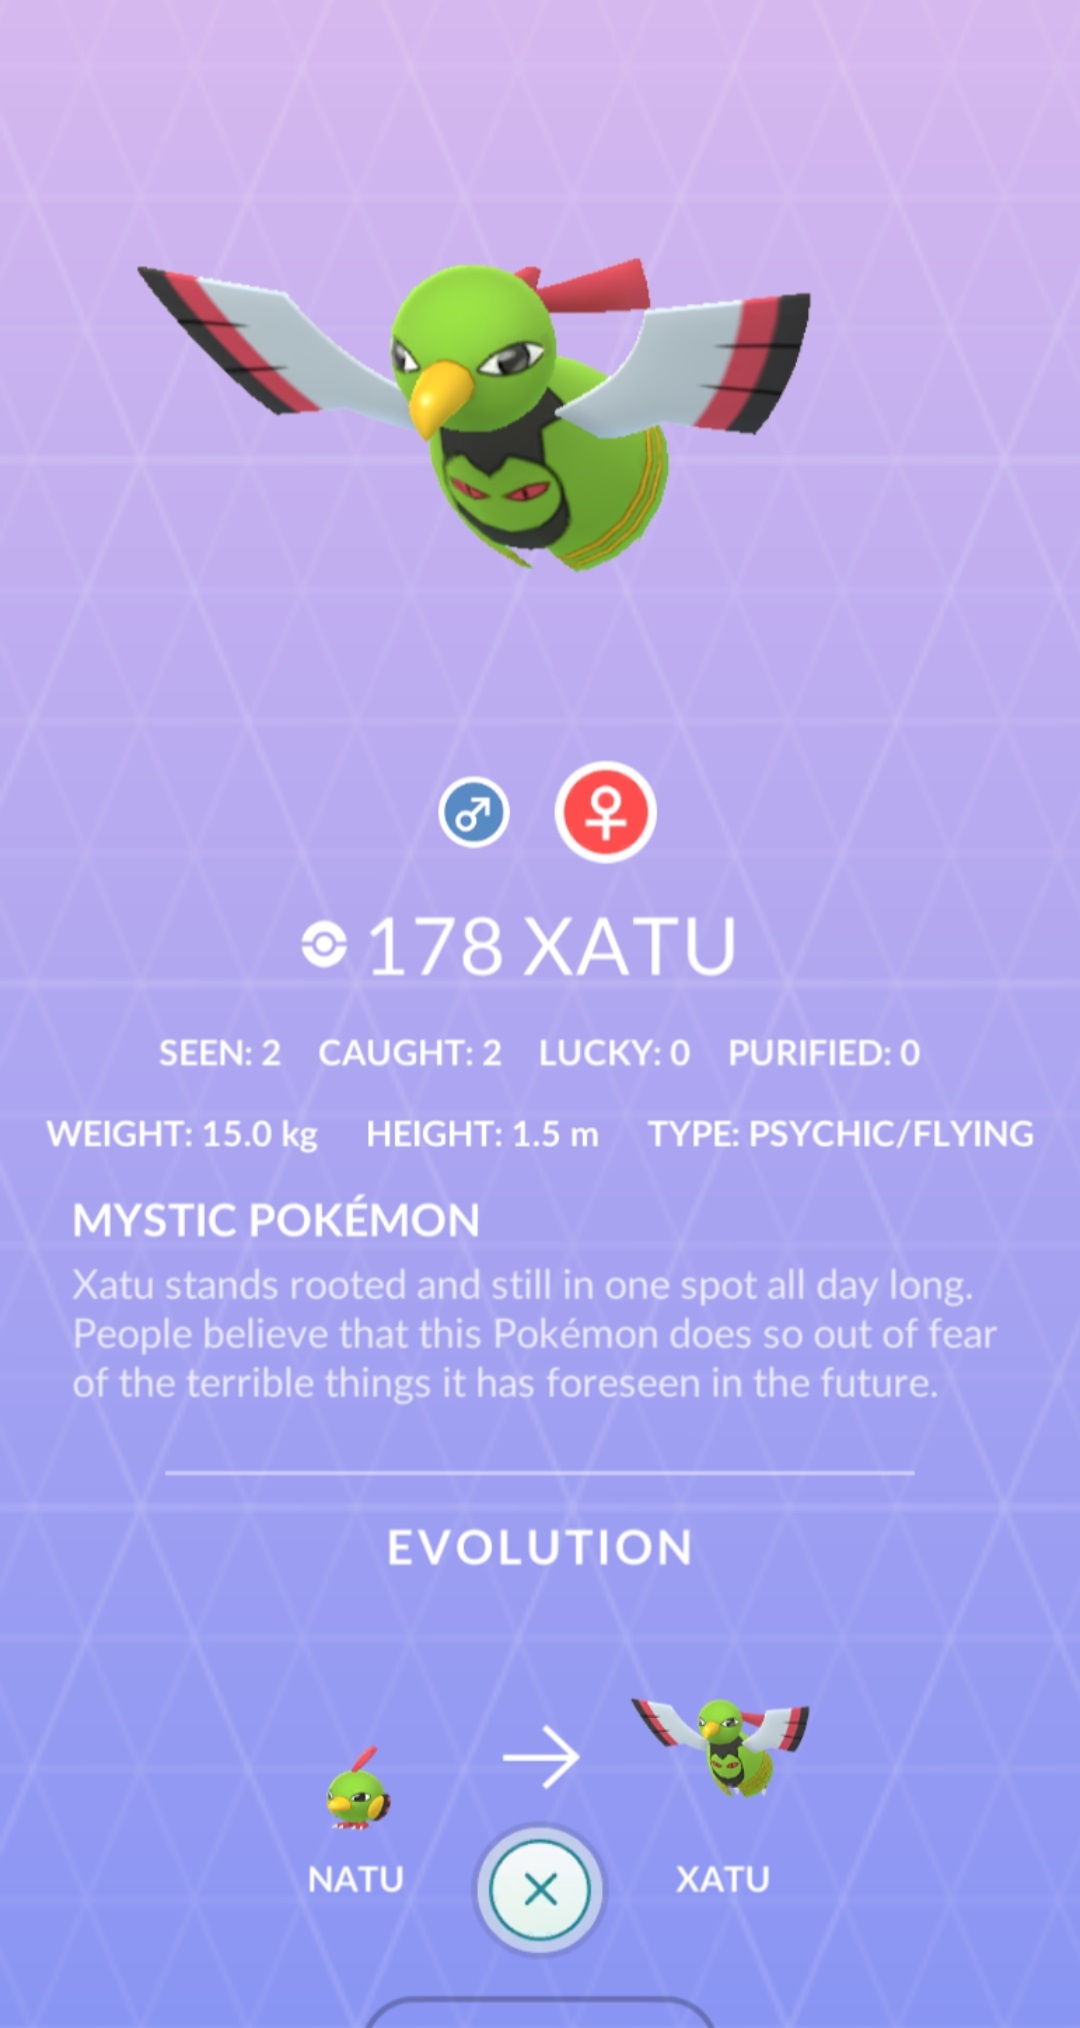 178 XATU
SEEN: 2 CAUGHT: 2 LUCKY: 0 PURIFIED: 0
WEIGHT: 15.0 kg HEIGHT: 1.5 m TYPE: PSYCHIC/FLYING
MYSTIC POKÉMON
Xatu stands rooted and still in one spot all day long.
People believe that this Pokémon does so out of fear
of the terrible things it has foreseen in the future.
EVOLUTION
NATU XATU